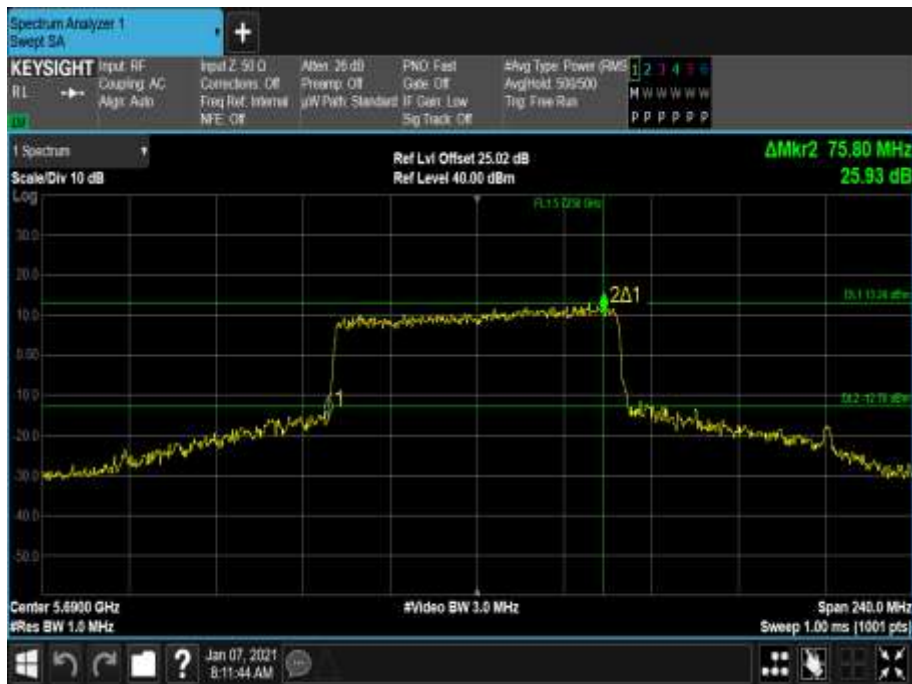 Spectrum Analyzer 1
Swept SA
+
KEYSIGHT
RL
Input: RF
Coupling: AC
Align: Auto
Input Z: 50 Ω
Corrections: Off
Freq Ref: Internal
NFE: Off
Atten: 26 dB
Preamp: Off
µW Path: Standard
PNO: Fast
Gate: Off
IF Gain: Low
Sig Track: Off
#Avg Type: Power (RMS
Avg|Hold: 500/500
Trig: Free Run
1 2 3 4 5 6
M W W W W W
P P P P P P
1 Spectrum
Scale/Div 10 dB
Log
Ref Lvl Offset 25.02 dB
Ref Level 40.00 dBm
ΔMkr2 75.80 MHz
25.93 dB
30.0
20.0
10.0
0.00
-10.0
-20.0
-30.0
-40.0
-50.0
2Δ1
1
Center 5.6900 GHz
#Res BW 1.0 MHz
#Video BW 3.0 MHz
Span 240.0 MHz
Sweep 1.00 ms (1001 pts)
?
Jan 07, 2021
8:11:44 AM